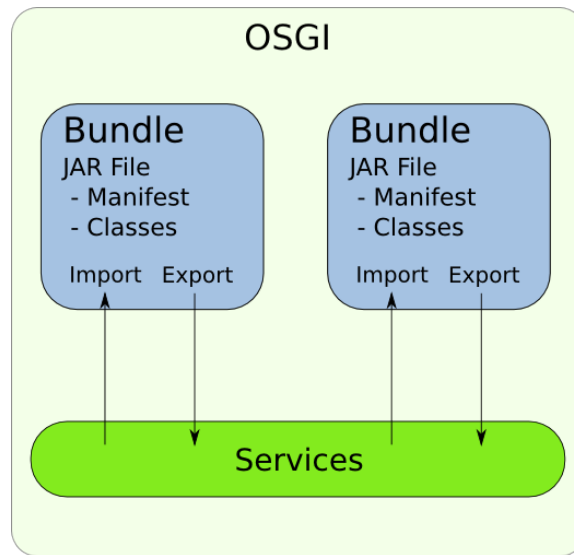 OSGI
Bundle
JAR File
- Manifest
- Classes
Import Export
Bundle
JAR File
- Manifest
- Classes
Import Export
Services